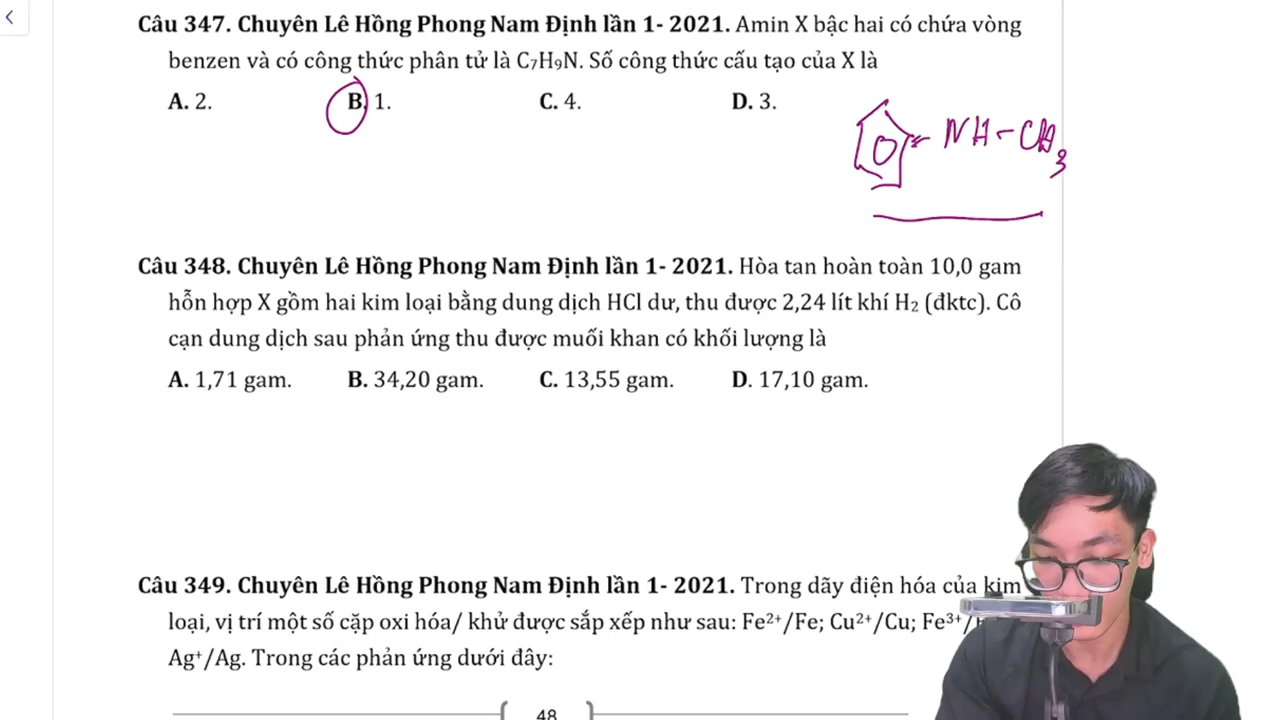 Câu 347. Chuyên Lê Hồng Phong Nam Định lần 1- 2021. Amin X bậc hai có chứa vòng
benzen và có công thức phân tử là C₇H₉N. Số công thức cấu tạo của X là
A. 2. B. 1. C. 4. D. 3.
NH-CH₃
Câu 348. Chuyên Lê Hồng Phong Nam Định lần 1- 2021. Hòa tan hoàn toàn 10,0 gam
hỗn hợp X gồm hai kim loại bằng dung dịch HCl dư, thu được 2,24 lít khí H₂ (đktc). Cô
cạn dung dịch sau phản ứng thu được muối khan có khối lượng là
A. 1,71 gam. B. 34,20 gam. C. 13,55 gam. D. 17,10 gam.
Câu 349. Chuyên Lê Hồng Phong Nam Định lần 1- 2021. Trong dãy điện hóa của kim
loại, vị trí một số cặp oxi hóa/ khử được sắp xếp như sau: Fe²⁺/Fe; Cu²⁺/Cu; Fe³⁺/
Ag⁺/Ag. Trong các phản ứng dưới đây:
48